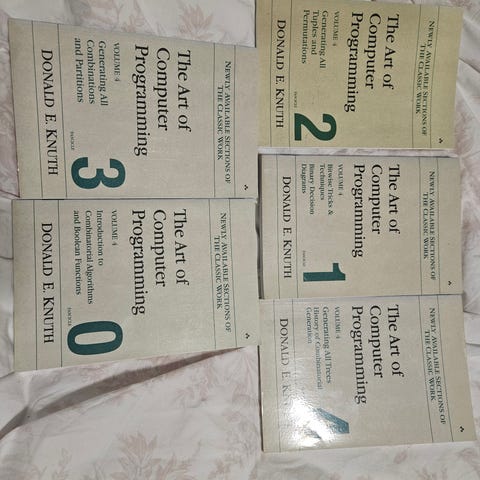 NEWLY AVAILABLE SECTIONS OF
THE CLASSIC WORK
The Art of
Computer
Programming
VOLUME 4
Generating All
Combinations
and Partitions
FASCICLE
3
DONALD E. KNUTH
NEWLY AVAILABLE SECTIONS OF
THE CLASSIC WORK
The Art of
Computer
Programming
VOLUME 4
Generating All
Tuples and
Permutations
FASCICLE
2
DONALD E. KNUTH
NEWLY AVAILABLE SECTIONS OF
THE CLASSIC WORK
The Art of
Computer
Programming
VOLUME 4
Introduction to
Combinatorial Algorithms
and Boolean Functions
FASCICLE
0
DONALD E. KNUTH
NEWLY AVAILABLE SECTIONS OF
THE CLASSIC WORK
The Art of
Computer
Programming
VOLUME 4
Bitwise Tricks &
Techniques
Binary Decision
Diagrams
FASCICLE
1
DONALD E. KNUTH
NEWLY AVAILABLE SECTIONS OF
THE CLASSIC WORK
The Art of
Computer
Programming
VOLUME 4
Generating All Trees
History of Combinatorial
Generation
4
DONALD E. KNUTH